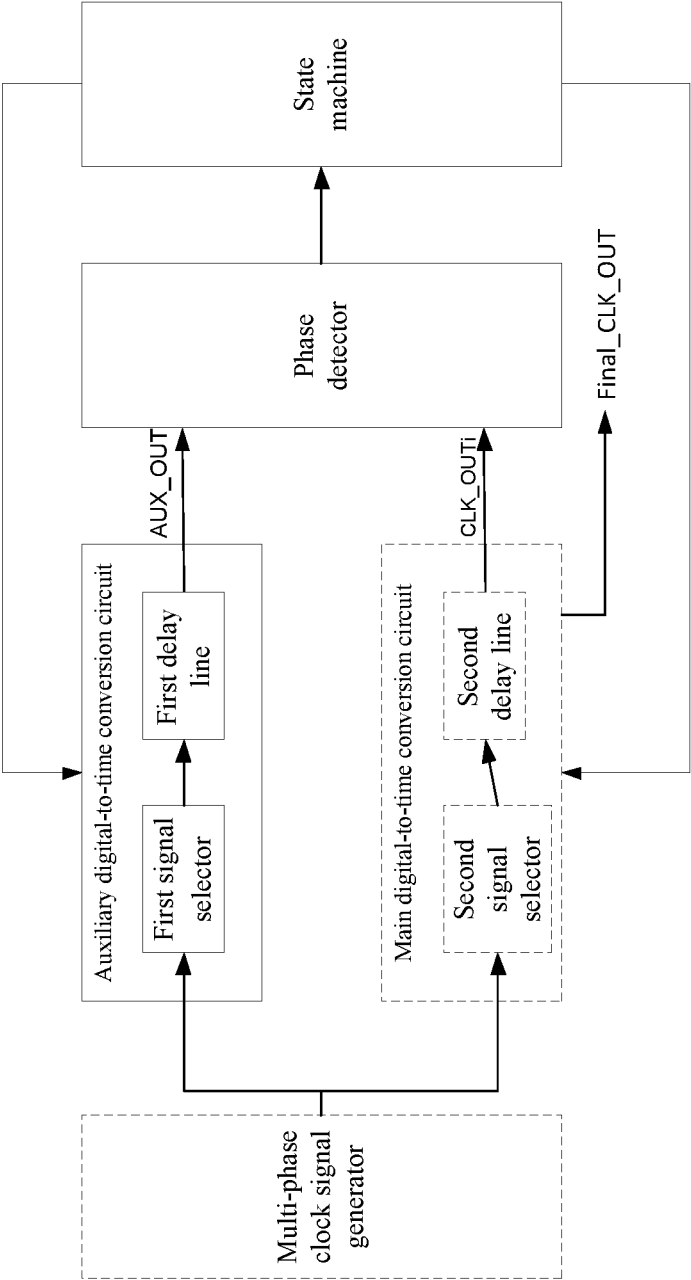 Multi-phase
clock signal
generator
Auxiliary digital-to-time conversion circuit
First signal
selector
First delay
line
AUX_OUT
Main digital-to-time conversion circuit
Second
signal
selector
Second
delay line
CLK_OUTi
Final_CLK_OUT
Phase
detector
State
machine